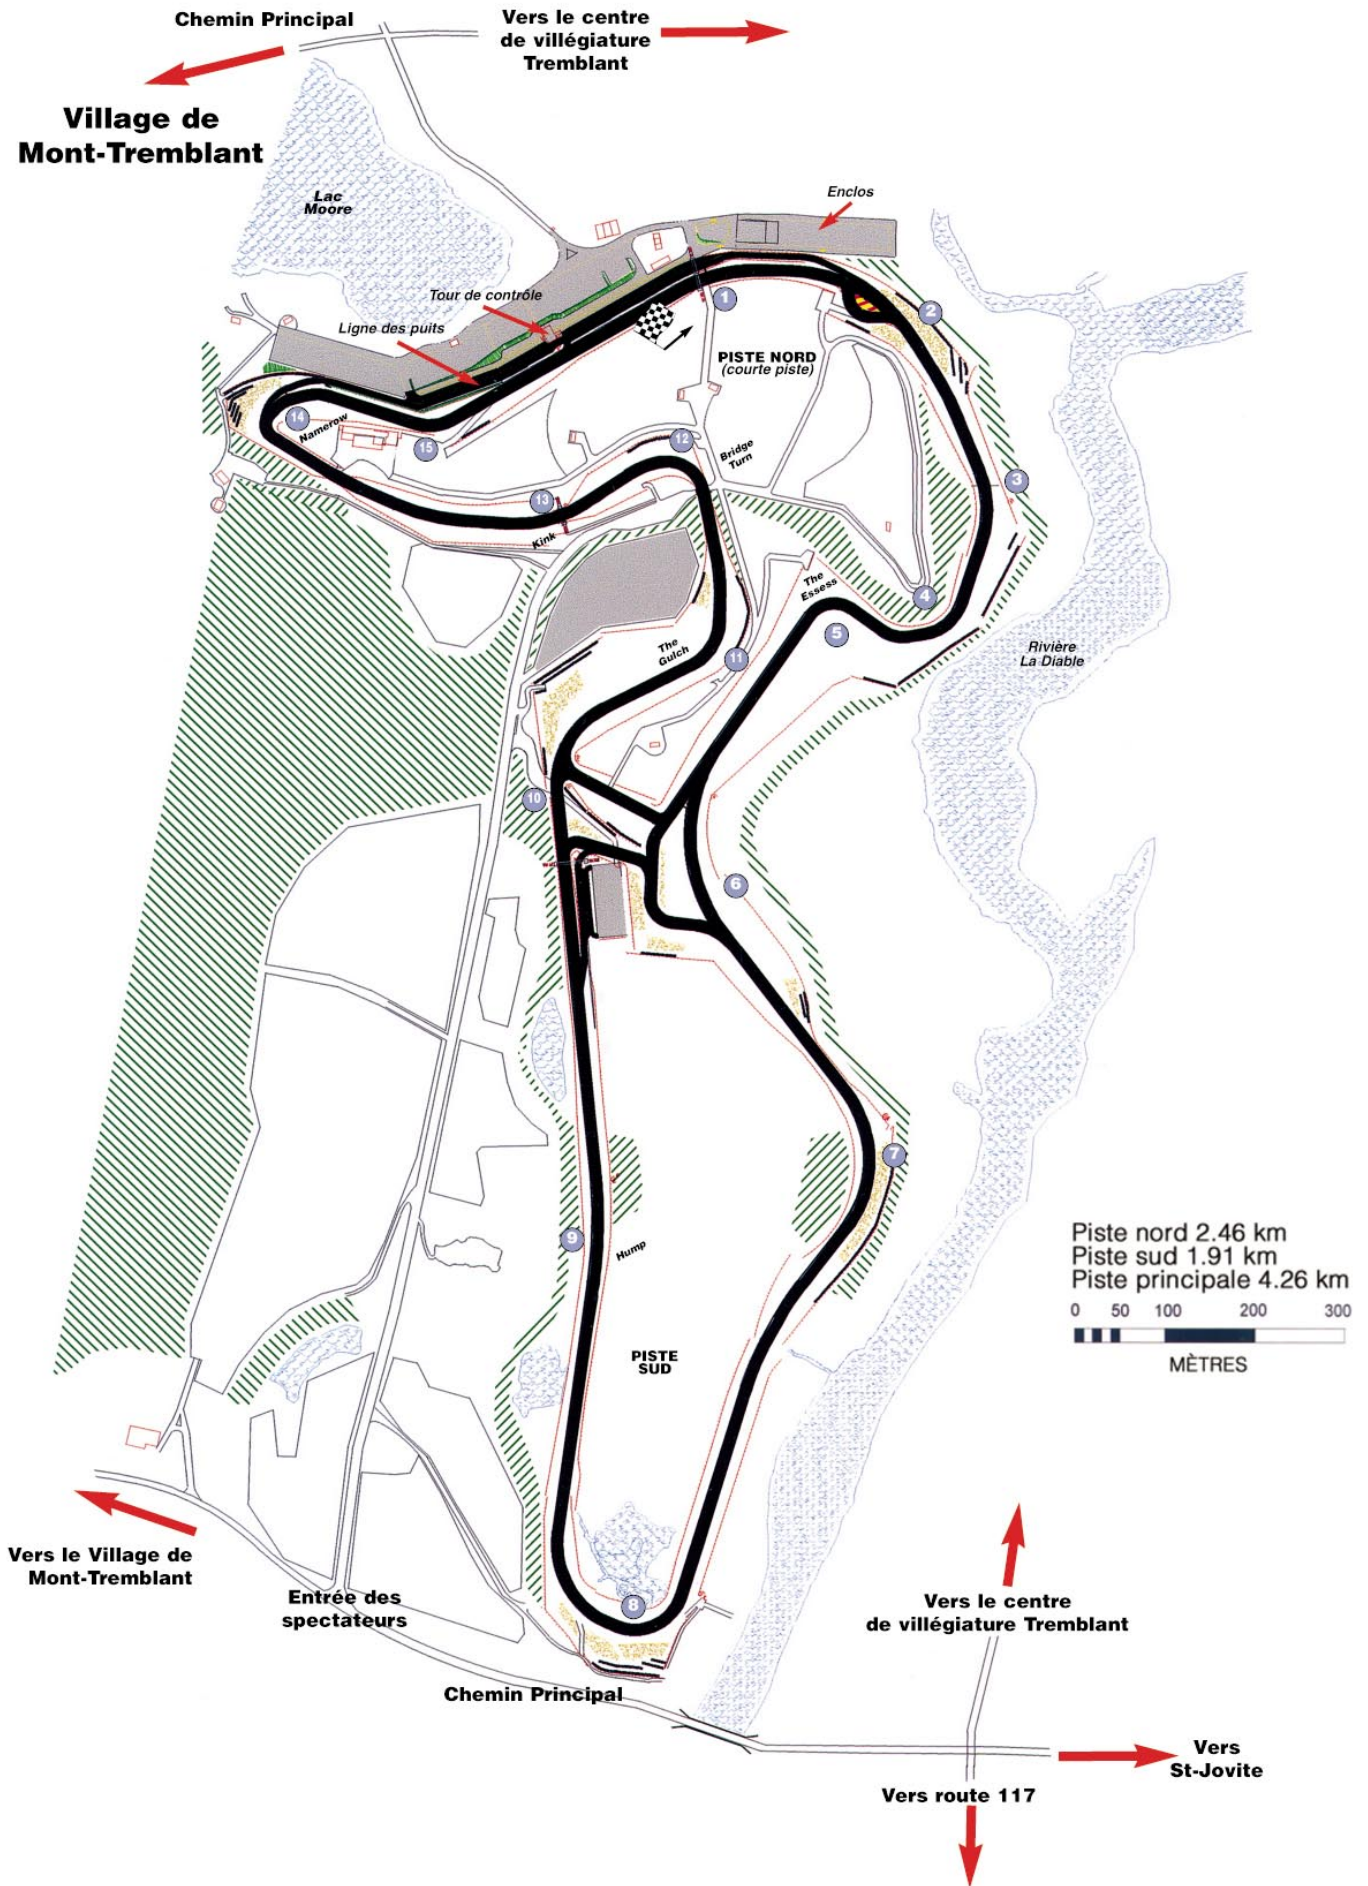 Chemin Principal
Vers le centre
de villégiature
Tremblant
Village de
Mont-Tremblant
Lac
Moore
Enclos
Tour de contrôle
Ligne des puits
1
2
PISTE NORD
(courte piste)
14
Namerow
15
12
Bridge
Turn
3
13
Kink
The
Essess
4
5
The
Gulch
11
Rivière
La Diable
10
6
7
9
Hump
Piste nord 2.46 km
Piste sud 1.91 km
Piste principale 4.26 km
0 50 100 200 300
MÈTRES
PISTE
SUD
Vers le Village de
Mont-Tremblant
Entrée des
spectateurs
8
Vers le centre
de villégiature Tremblant
Chemin Principal
Vers
St-Jovite
Vers route 117